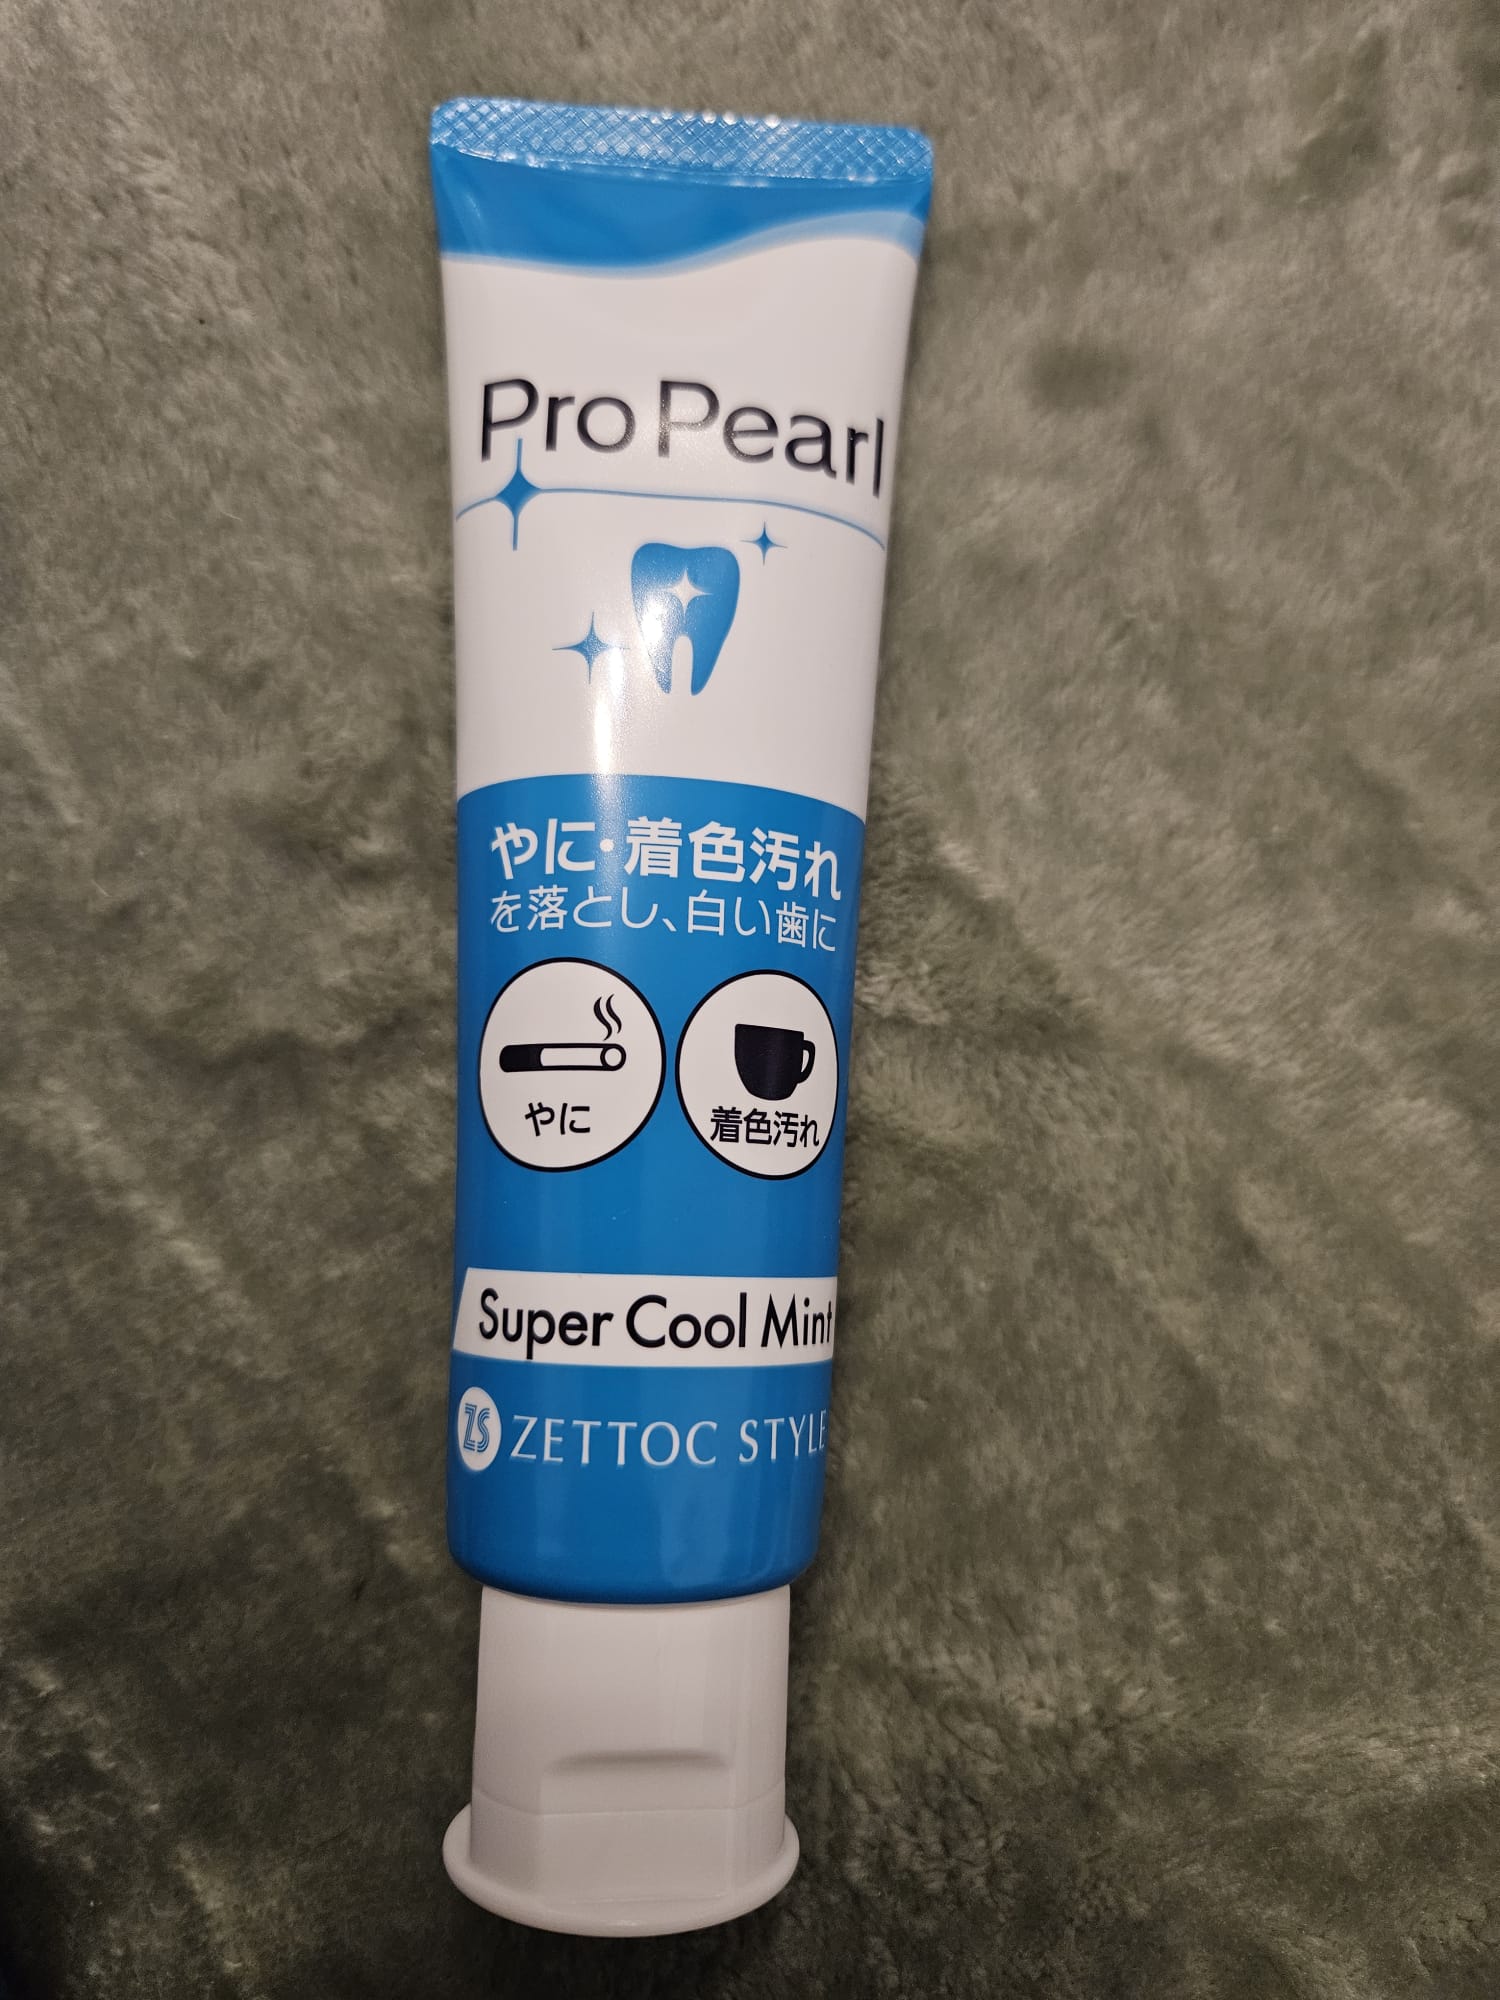 Pro Pearl
やに・着色汚れ
を落とし、白い歯に
やに
着色汚れ
Super Cool Mint
ZS ZETTOC STYLE